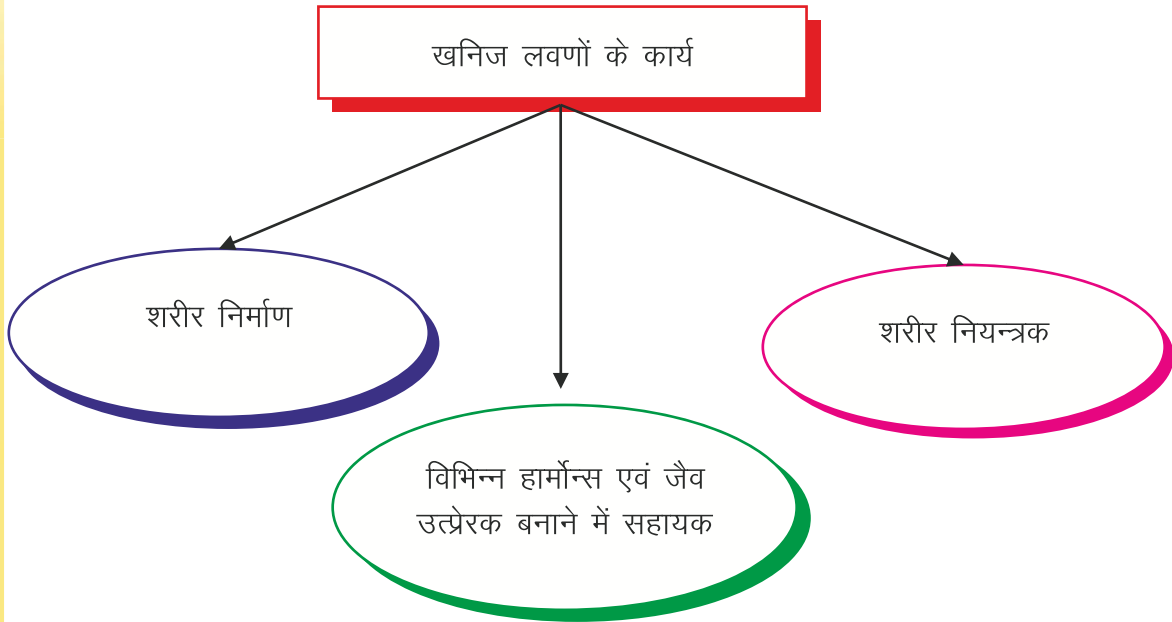 खनिज लवणों के कार्य
शरीर निर्माण
शरीर नियन्त्रक
विभिन्न हार्मोन्स एवं जैव
उत्प्रेरक बनाने में सहायक